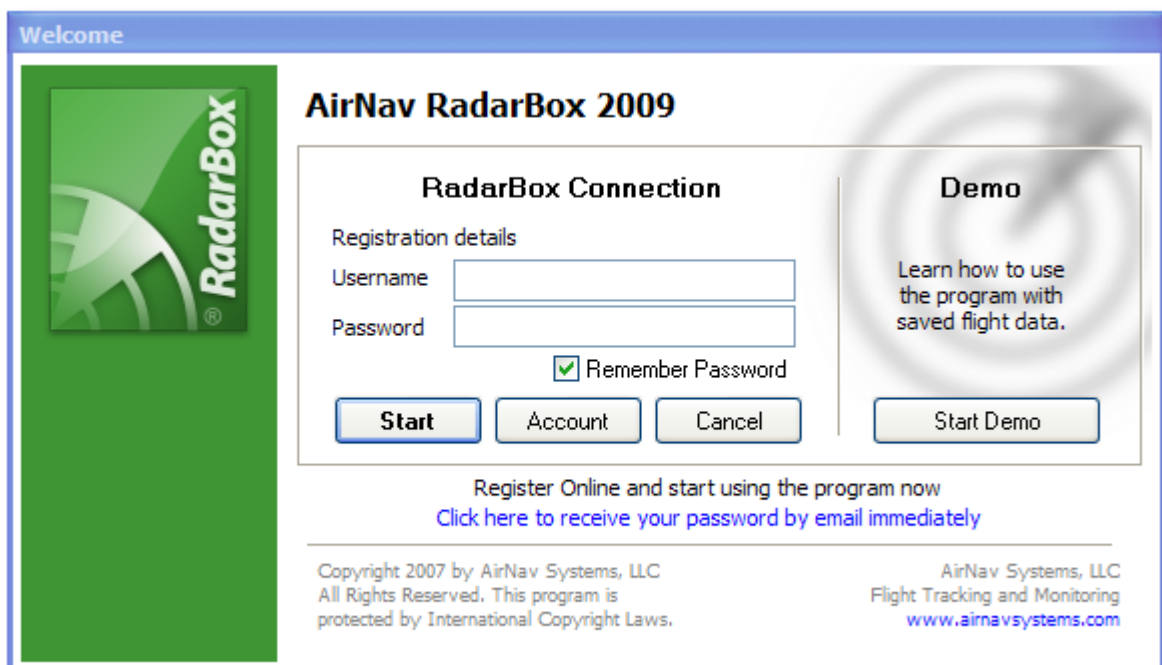 Welcome
RadarBox
®
AirNav RadarBox 2009
RadarBox Connection
Registration details
Username
Password
Remember Password
Start
Account
Cancel
Demo
Learn how to use
the program with
saved flight data.
Start Demo
Register Online and start using the program now
Click here to receive your password by email immediately
Copyright 2007 by AirNav Systems, LLC
All Rights Reserved. This program is
protected by International Copyright Laws.
AirNav Systems, LLC
Flight Tracking and Monitoring
www.airnavsystems.com